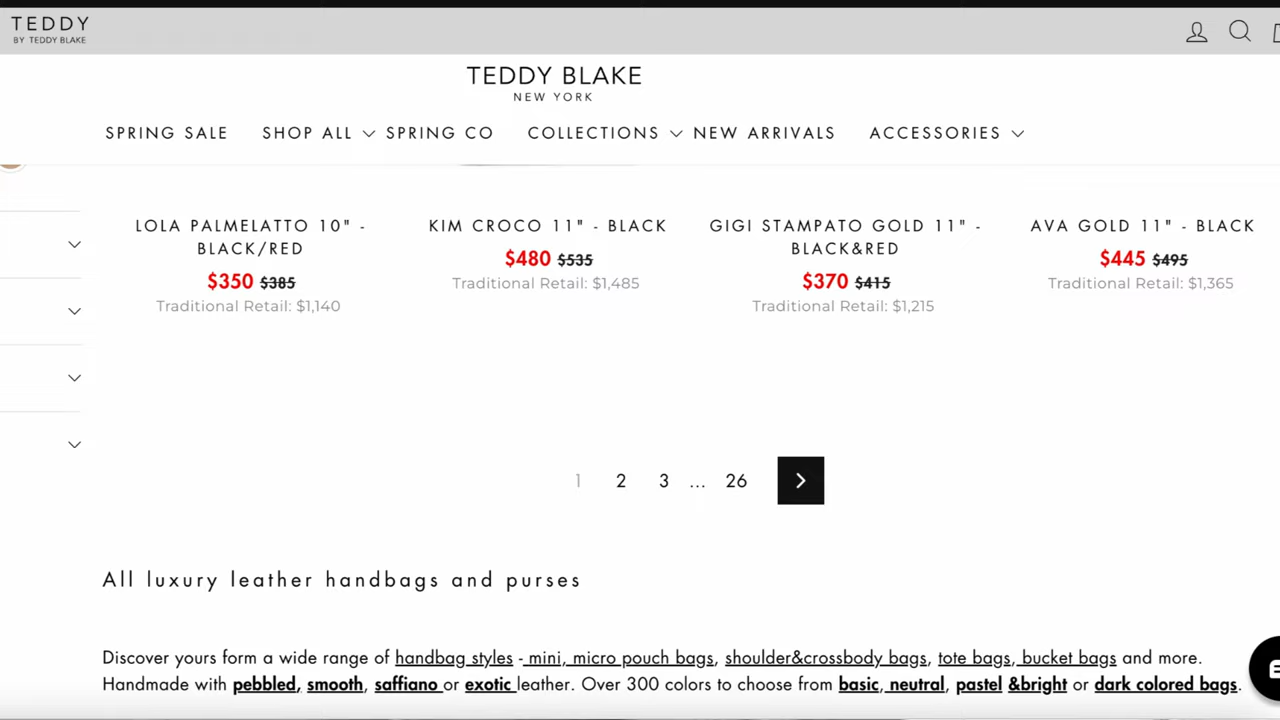 TEDDY
BY TEDDY BLAKE
TEDDY BLAKE
NEW YORK
SPRING SALE SHOP ALL SPRING CO COLLECTIONS NEW ARRIVALS ACCESSORIES
LOLA PALMELATTO 10" -
BLACK/RED
$350 $385
Traditional Retail: $1,140
KIM CROCO 11" - BLACK
$480 $535
Traditional Retail: $1,485
GIGI STAMPATO GOLD 11" -
BLACK&RED
$370 $415
Traditional Retail: $1,215
AVA GOLD 11" - BLACK
$445 $495
Traditional Retail: $1,365
1 2 3 ... 26
All luxury leather handbags and purses
Discover yours form a wide range of handbag styles - mini, micro pouch bags, shoulder&crossbody bags, tote bags, bucket bags and more.
Handmade with pebbled, smooth, saffiano or exotic leather. Over 300 colors to choose from basic, neutral, pastel &bright or dark colored bags.